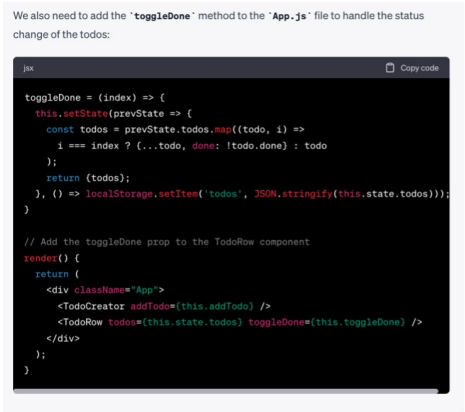 We also need to add the `toggleDone` method to the `App.js` file to handle the status
change of the todos:
jsx
Copy code
toggleDone = (index) => {
  this.setState(prevState => {
    const todos = prevState.todos.map((todo, i) =>
      i === index ? {...todo, done: !todo.done} : todo
    );
    return {todos};
  }, () => localStorage.setItem('todos', JSON.stringify(this.state.todos)));
}
// Add the toggleDone prop to the TodoRow component
render() {
  return (
    <div className="App">
      <TodoCreator addTodo={this.addTodo} />
      <TodoRow todos={this.state.todos} toggleDone={this.toggleDone} />
    </div>
  );
}